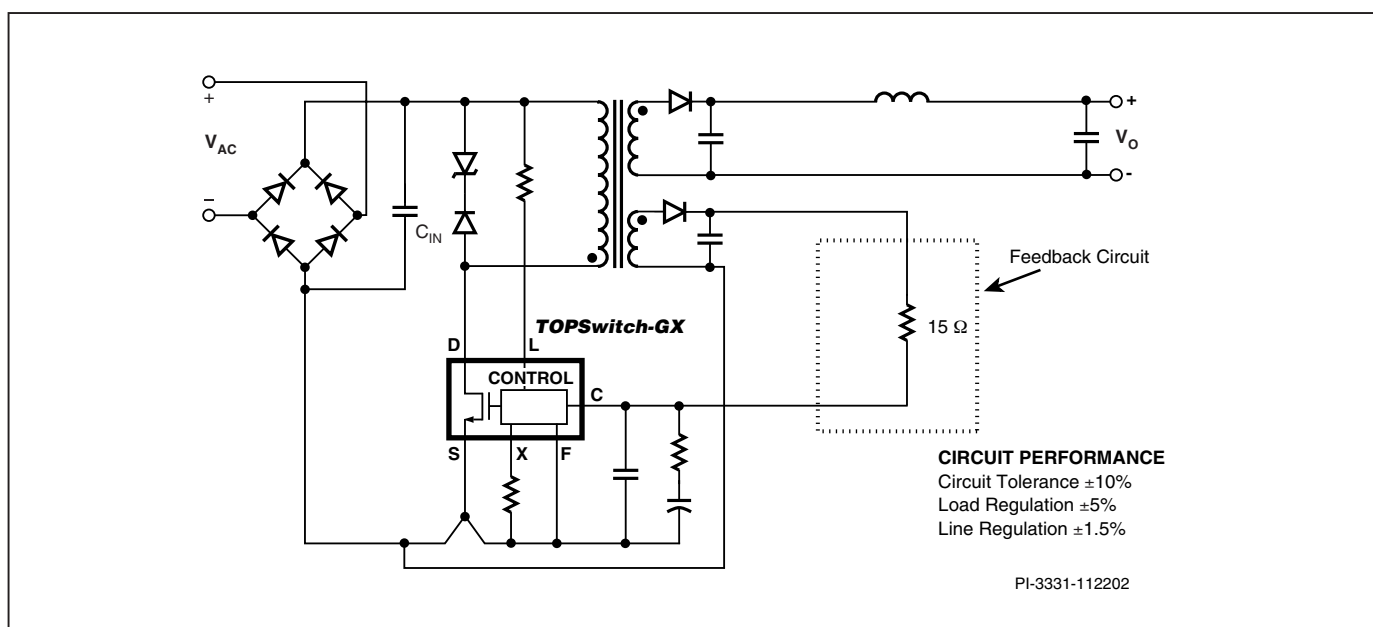 +
V_AC
−
C_IN
+
V_O
-
Feedback Circuit
15 Ω
TOPSwitch-GX
D
L
CONTROL
C
S
X
F
CIRCUIT PERFORMANCE
Circuit Tolerance ±10%
Load Regulation ±5%
Line Regulation ±1.5%
PI-3331-112202